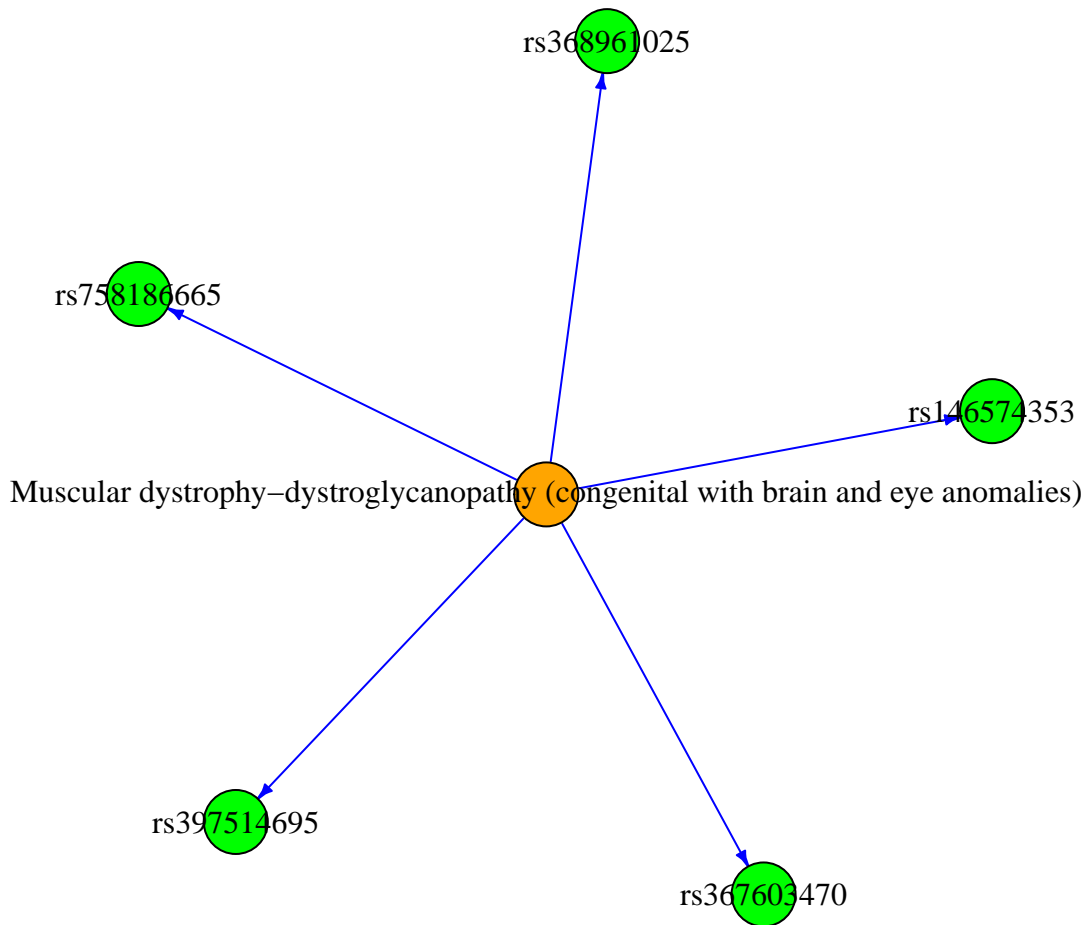 rs368961025
rs758186665
rs146574353
Muscular dystrophy−dystroglycanopathy (congenital with brain and eye anomalies)
rs397514695
rs367603470